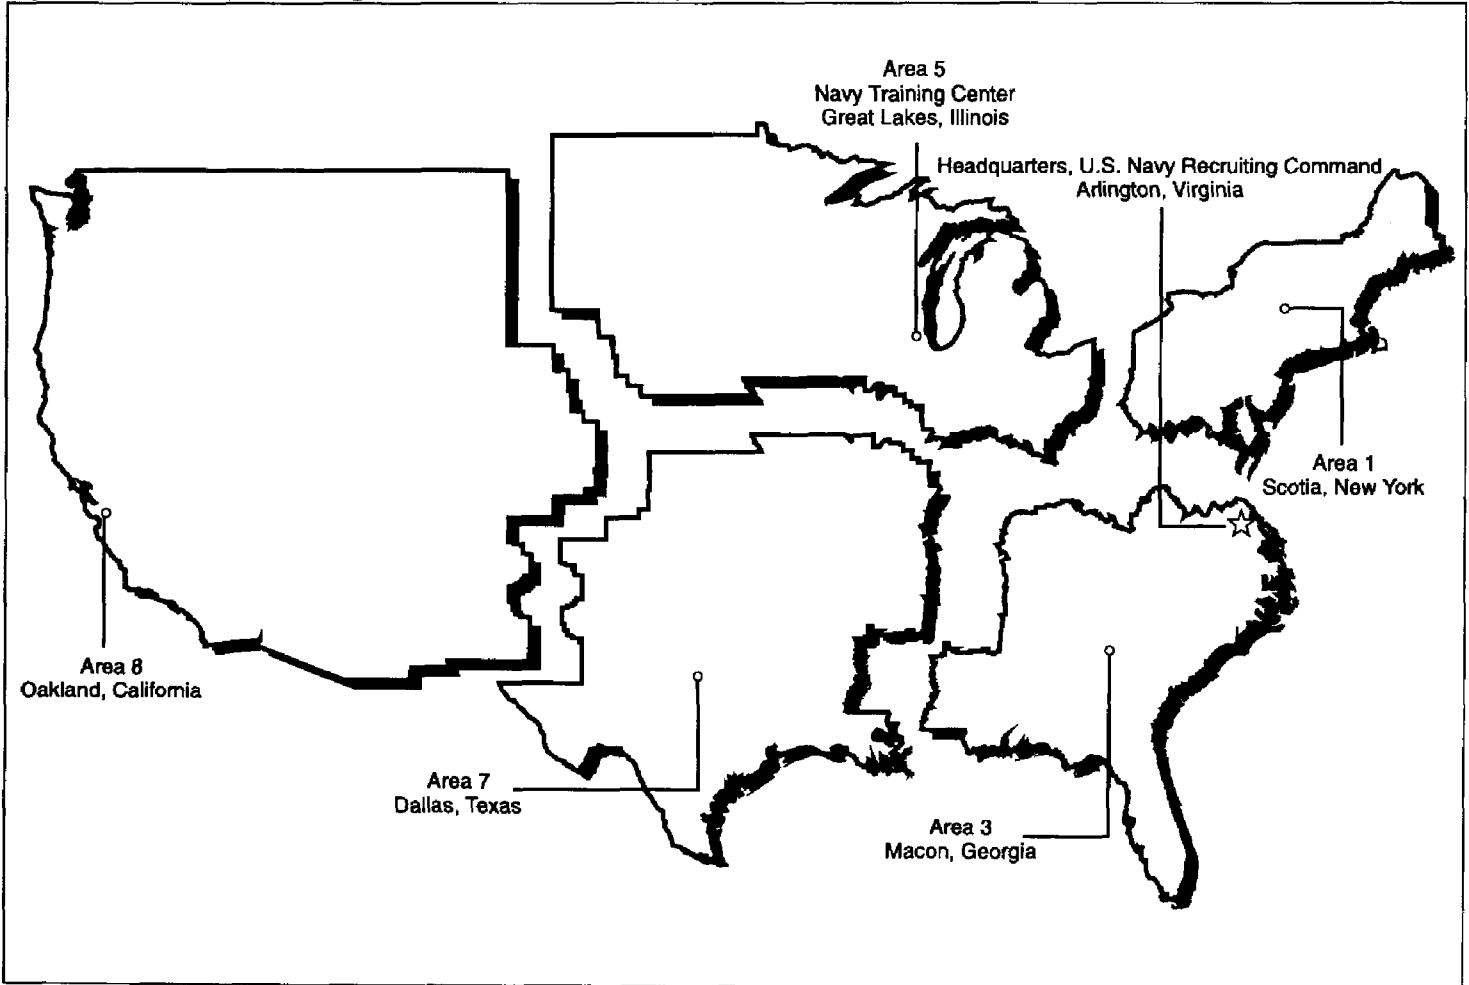 Area 5
Navy Training Center
Great Lakes, Illinois
Headquarters, U.S. Navy Recruiting Command
Arlington, Virginia
Area 1
Scotia, New York
Area 8
Oakland, California
Area 7
Dallas, Texas
Area 3
Macon, Georgia